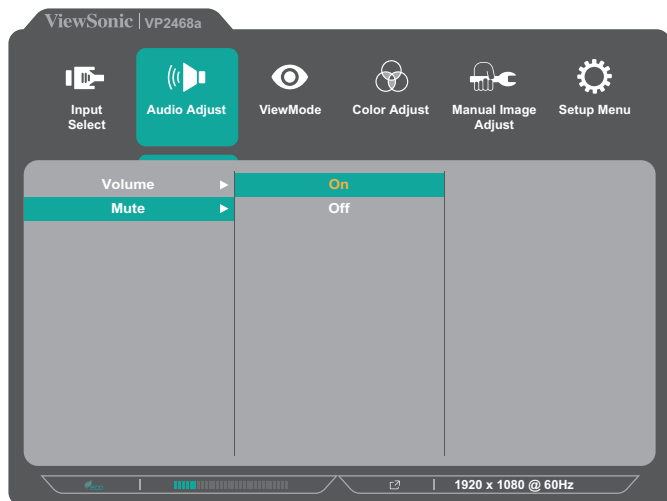 ViewSonic | VP2468a
Input
Select
Audio Adjust
ViewMode
Color Adjust
Manual Image
Adjust
Setup Menu
Volume
On
Mute
Off
1920 x 1080 @ 60Hz